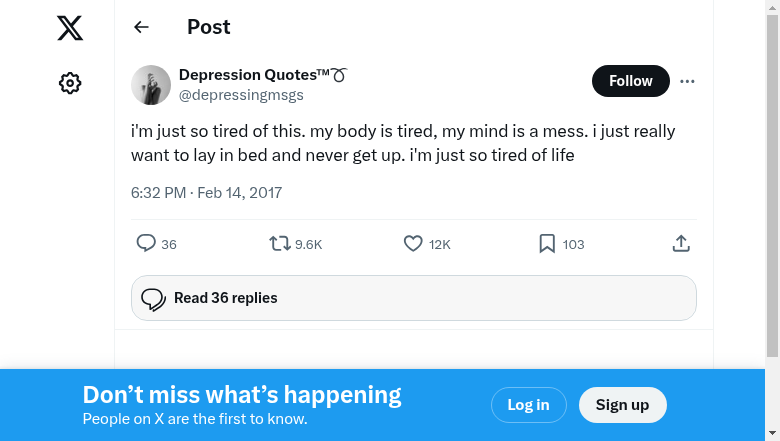 Post
Depression Quotes™➰
@depressingmsgs
Follow
i'm just so tired of this. my body is tired, my mind is a mess. i just really
want to lay in bed and never get up. i'm just so tired of life
6:32 PM · Feb 14, 2017
36
9.6K
12K
103
Read 36 replies
Don’t miss what’s happening
People on X are the first to know.
Log in
Sign up